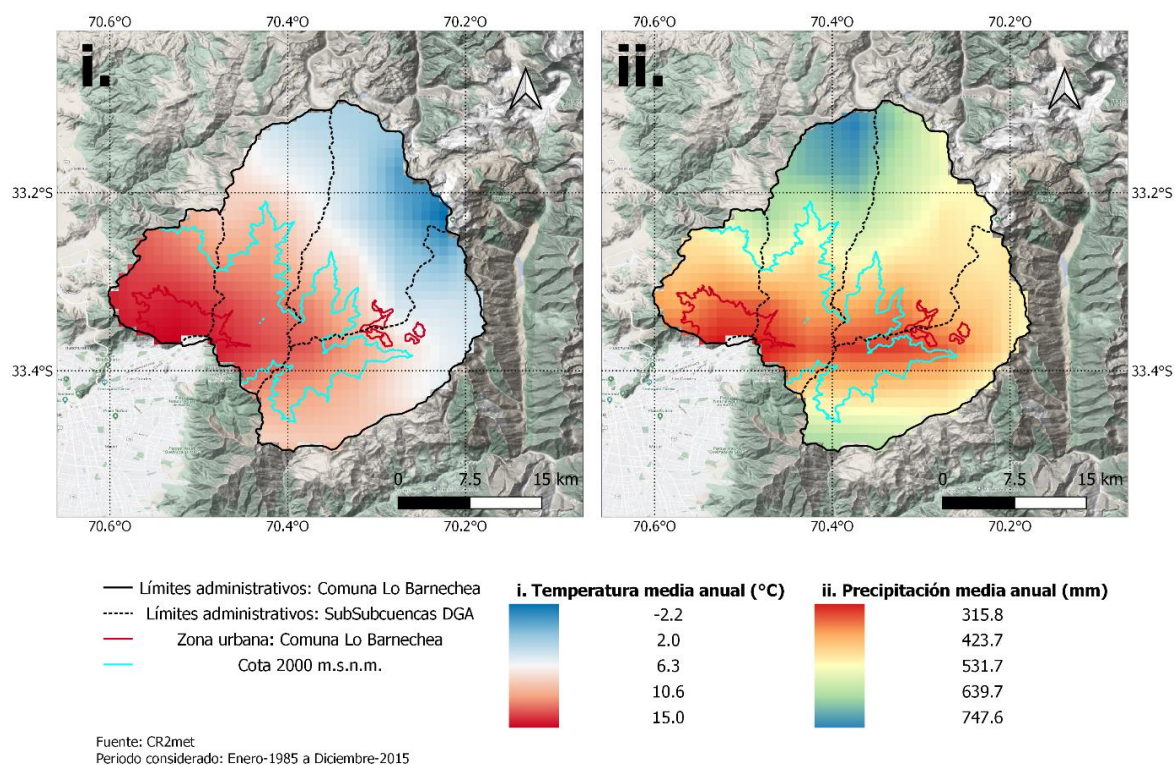 70.6°O 70.4°O 70.2°O 70.6°O 70.4°O 70.2°O
i. ii.
33.2°S 33.2°S
33.4°S 33.4°S
0 7.5 15 km 0 7.5 15 km
70.6°O 70.4°O 70.2°O 70.6°O 70.4°O 70.2°O
Límites administrativos: Comuna Lo Barnechea
Límites administrativos: SubSubcuencas DGA
Zona urbana: Comuna Lo Barnechea
Cota 2000 m.s.n.m.
i. Temperatura media anual (°C)
-2.2
2.0
6.3
10.6
15.0
ii. Precipitación media anual (mm)
315.8
423.7
531.7
639.7
747.6
Fuente: CR2met
Periodo considerado: Enero-1985 a Diciembre-2015